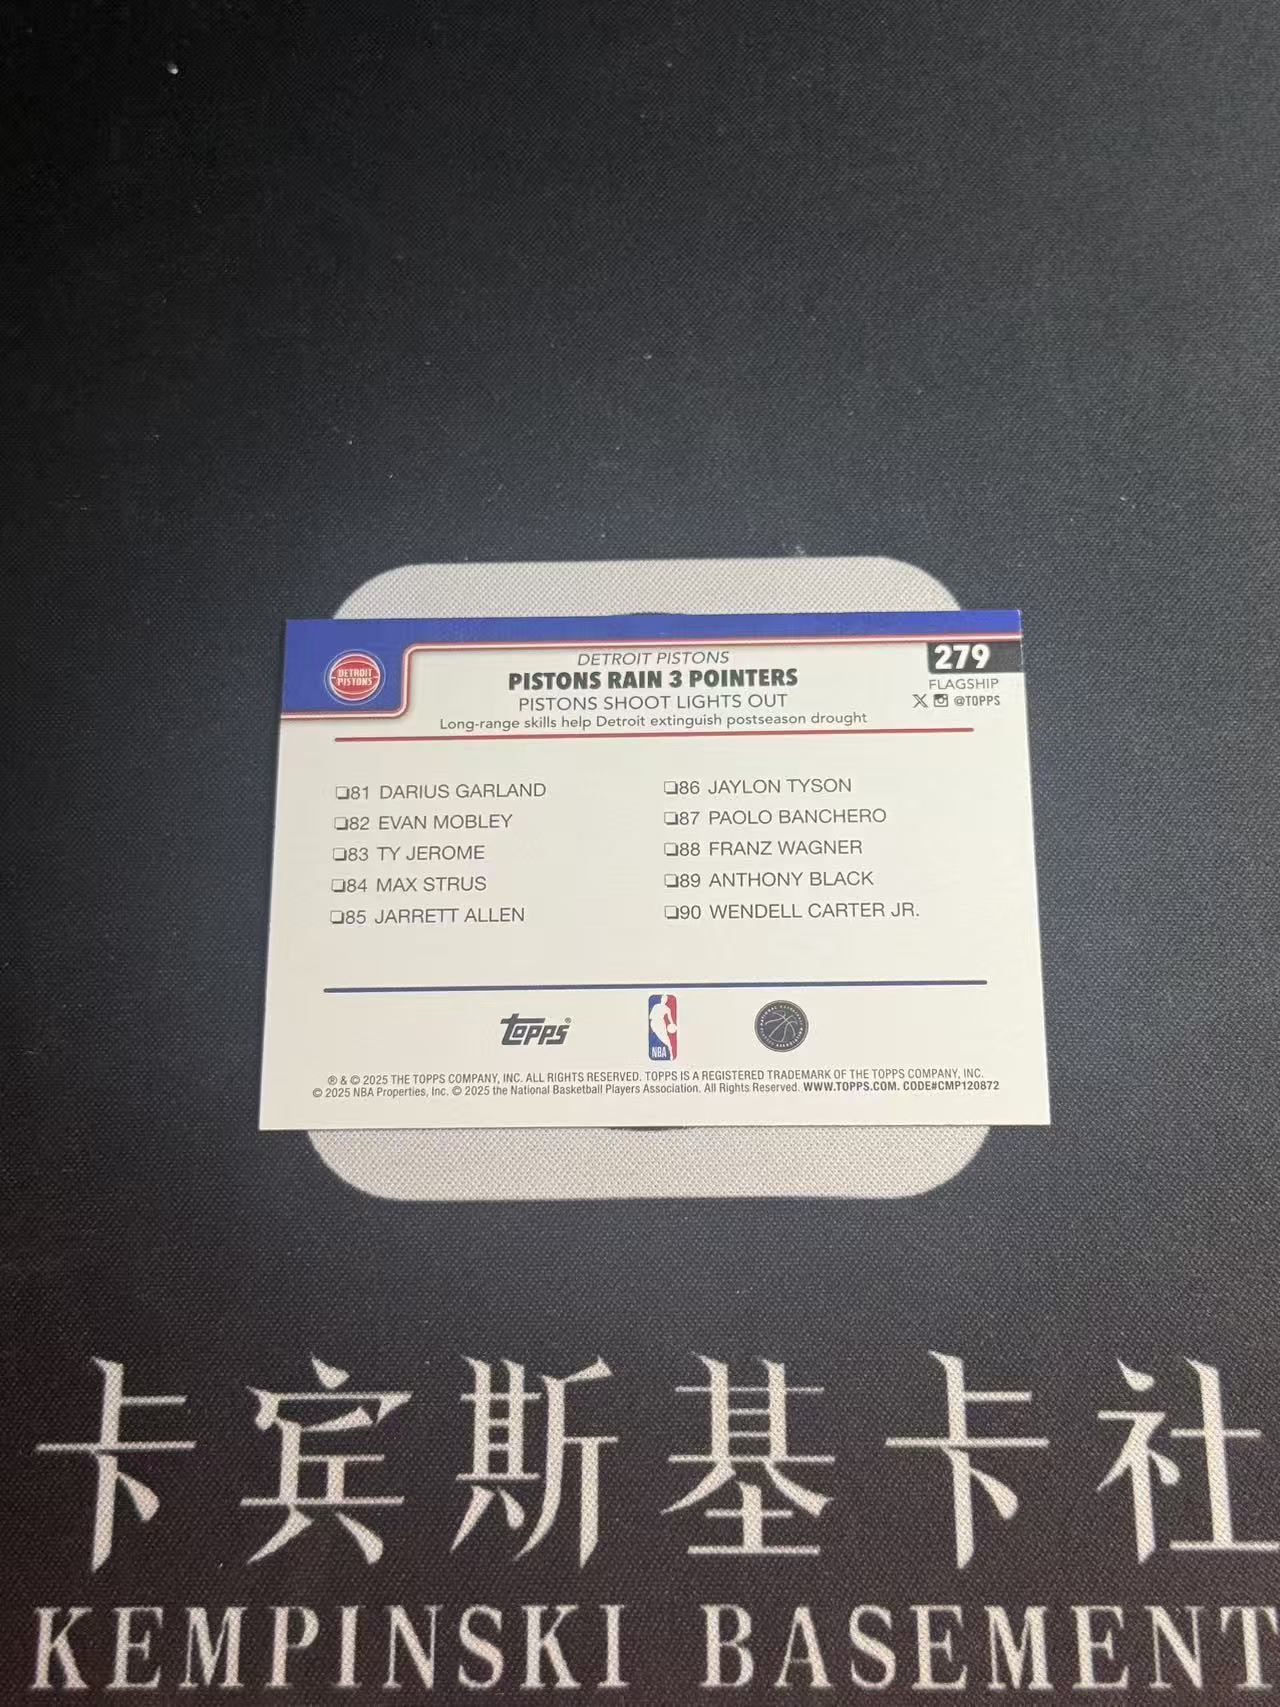 DETROIT PISTONS
DETROIT PISTONS
PISTONS RAIN 3 POINTERS
PISTONS SHOOT LIGHTS OUT
Long-range skills help Detroit extinguish postseason drought
279
FLAGSHIP
@TOPPS
81 DARIUS GARLAND
82 EVAN MOBLEY
83 TY JEROME
84 MAX STRUS
85 JARRETT ALLEN
86 JAYLON TYSON
87 PAOLO BANCHERO
88 FRANZ WAGNER
89 ANTHONY BLACK
90 WENDELL CARTER JR.
topps®
NBA
® & © 2025 THE TOPPS COMPANY, INC. ALL RIGHTS RESERVED. TOPPS IS A REGISTERED TRADEMARK OF THE TOPPS COMPANY, INC.
© 2025 NBA Properties, Inc. © 2025 the National Basketball Players Association. All Rights Reserved. WWW.TOPPS.COM. CODE#CMP120872
卡宾斯基卡社
KEMPINSKI BASEMENT